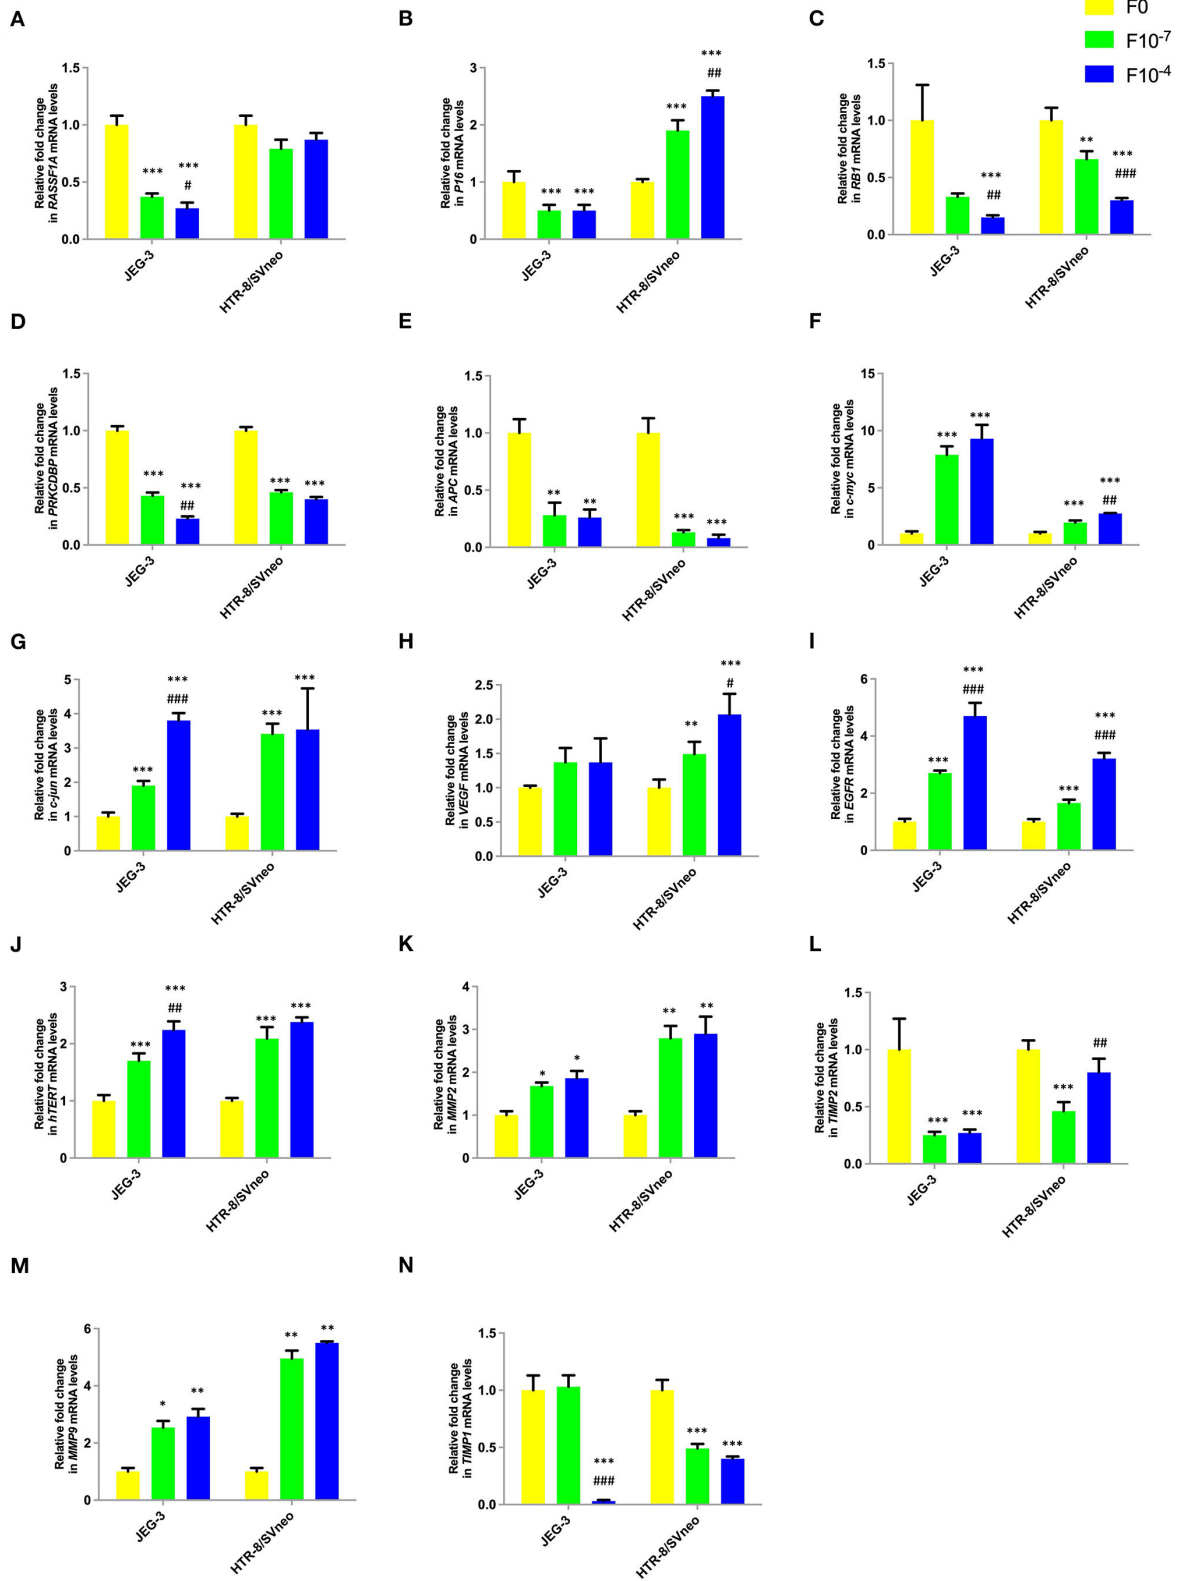 F0
F10-7
F10-4
A
Relative fold change
in RASSF1A mRNA levels
1.5
1.0
0.5
0.0
***
***
#
JEG-3
HTR-8/SVneo
B
Relative fold change
in P16 mRNA levels
3
2
1
0
***
***
***
***
##
JEG-3
HTR-8/SVneo
C
Relative fold change
in RB1 mRNA levels
1.5
1.0
0.5
0.0
***
##
**
***
###
JEG-3
HTR-8/SVneo
D
Relative fold change
in PRKCDBP mRNA levels
1.5
1.0
0.5
0.0
***
***
##
***
***
JEG-3
HTR-8/SVneo
E
Relative fold change
in APC mRNA levels
1.5
1.0
0.5
0.0
**
**
***
***
JEG-3
HTR-8/SVneo
F
Relative fold change
in c-myc mRNA levels
15
10
5
0
***
***
***
***
##
JEG-3
HTR-8/SVneo
G
Relative fold change
in c-jun mRNA levels
5
4
3
2
1
0
***
***
###
***
***
JEG-3
HTR-8/SVneo
H
Relative fold change
in VEGF mRNA levels
2.5
2.0
1.5
1.0
0.5
0.0
**
***
#
JEG-3
HTR-8/SVneo
I
Relative fold change
in EGFR mRNA levels
6
4
2
0
***
***
###
***
***
###
JEG-3
HTR-8/SVneo
J
Relative fold change
in hTERT mRNA levels
3
2
1
0
***
***
##
***
***
JEG-3
HTR-8/SVneo
K
Relative fold change
in MMP2 mRNA levels
4
3
2
1
0
*
*
**
**
JEG-3
HTR-8/SVneo
L
Relative fold change
in TIMP2 mRNA levels
1.5
1.0
0.5
0.0
***
***
***
##
JEG-3
HTR-8/SVneo
M
Relative fold change
in MMP9 mRNA levels
6
4
2
0
*
**
**
**
JEG-3
HTR-8/SVneo
N
Relative fold change
in TIMP1 mRNA levels
1.5
1.0
0.5
0.0
***
###
***
***
JEG-3
HTR-8/SVneo